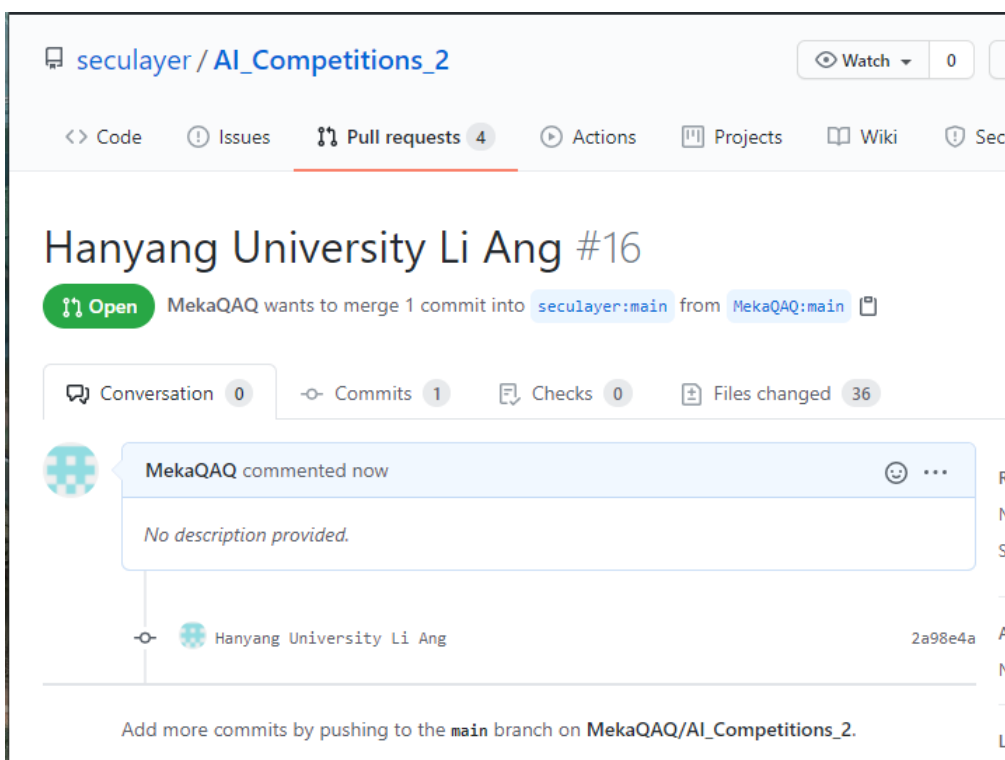 seculayer / AI_Competitions_2
Watch 0
Code Issues Pull requests 4 Actions Projects Wiki Sec
Hanyang University Li Ang #16
Open MekaQAQ wants to merge 1 commit into seculayer:main from MekaQAQ:main
Conversation 0 Commits 1 Checks 0 Files changed 36
MekaQAQ commented now
No description provided.
Hanyang University Li Ang 2a98e4a
Add more commits by pushing to the main branch on MekaQAQ/AI_Competitions_2.